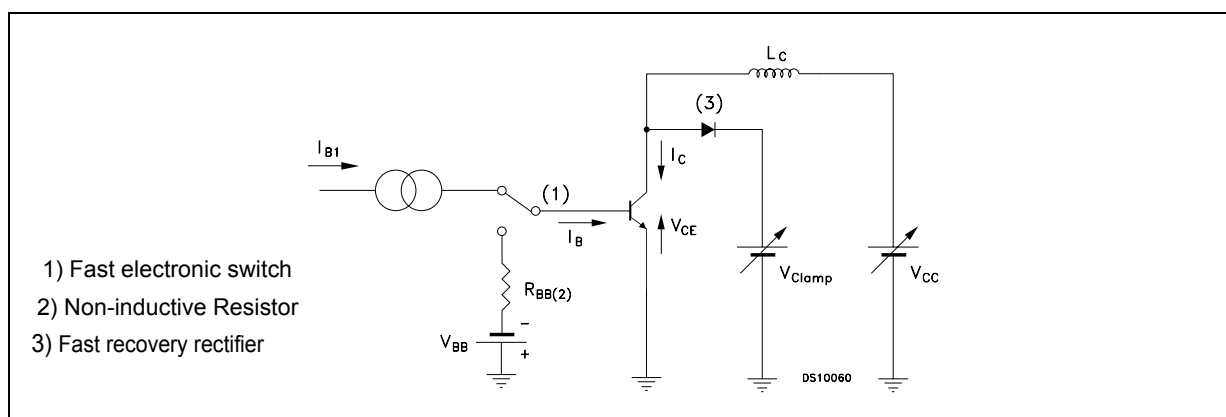 L_C
(3)
I_B1
I_C
(1)
I_B
V_CE
1) Fast electronic switch
2) Non-inductive Resistor
3) Fast recovery rectifier
R_BB(2)
V_BB
-
+
V_Clamp
V_CC
DS10060